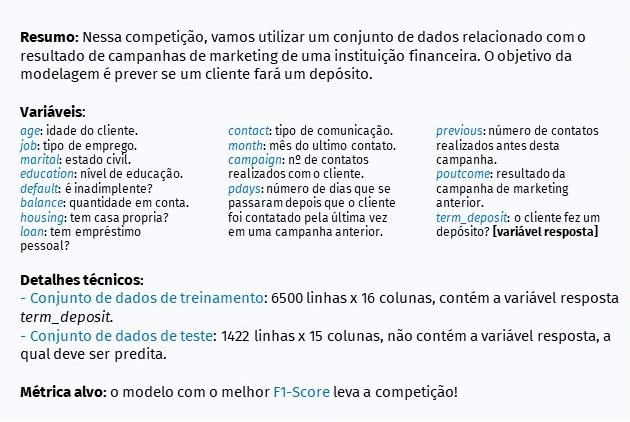 Resumo: Nessa competição, vamos utilizar um conjunto de dados relacionado com o
resultado de campanhas de marketing de uma instituição financeira. O objetivo da
modelagem é prever se um cliente fará um depósito.
Variáveis:
age: idade do cliente.
job: tipo de emprego.
marital: estado civil.
education: nível de educação.
default: é inadimplente?
balance: quantidade em conta.
housing: tem casa propria?
loan: tem empréstimo
pessoal?
contact: tipo de comunicação.
month: mês do ultimo contato.
campaign: nº de contatos
realizados com o cliente.
pdays: número de dias que se
passaram depois que o cliente
foi contatado pela última vez
em uma campanha anterior.
previous: número de contatos
realizados antes desta
campanha.
poutcome: resultado da
campanha de marketing
anterior.
term_deposit: o cliente fez um
depósito? [variável resposta]
Detalhes técnicos:
- Conjunto de dados de treinamento: 6500 linhas x 16 colunas, contém a variável resposta
term_deposit.
- Conjunto de dados de teste: 1422 linhas x 15 colunas, não contém a variável resposta, a
qual deve ser predita.
Métrica alvo: o modelo com o melhor F1-Score leva a competição!